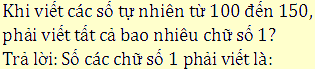 Khi viết các số tự nhiên từ 100 đến 150,
phải viết tất cả bao nhiêu chữ số 1?
Trả lời: Số các chữ số 1 phải viết là: